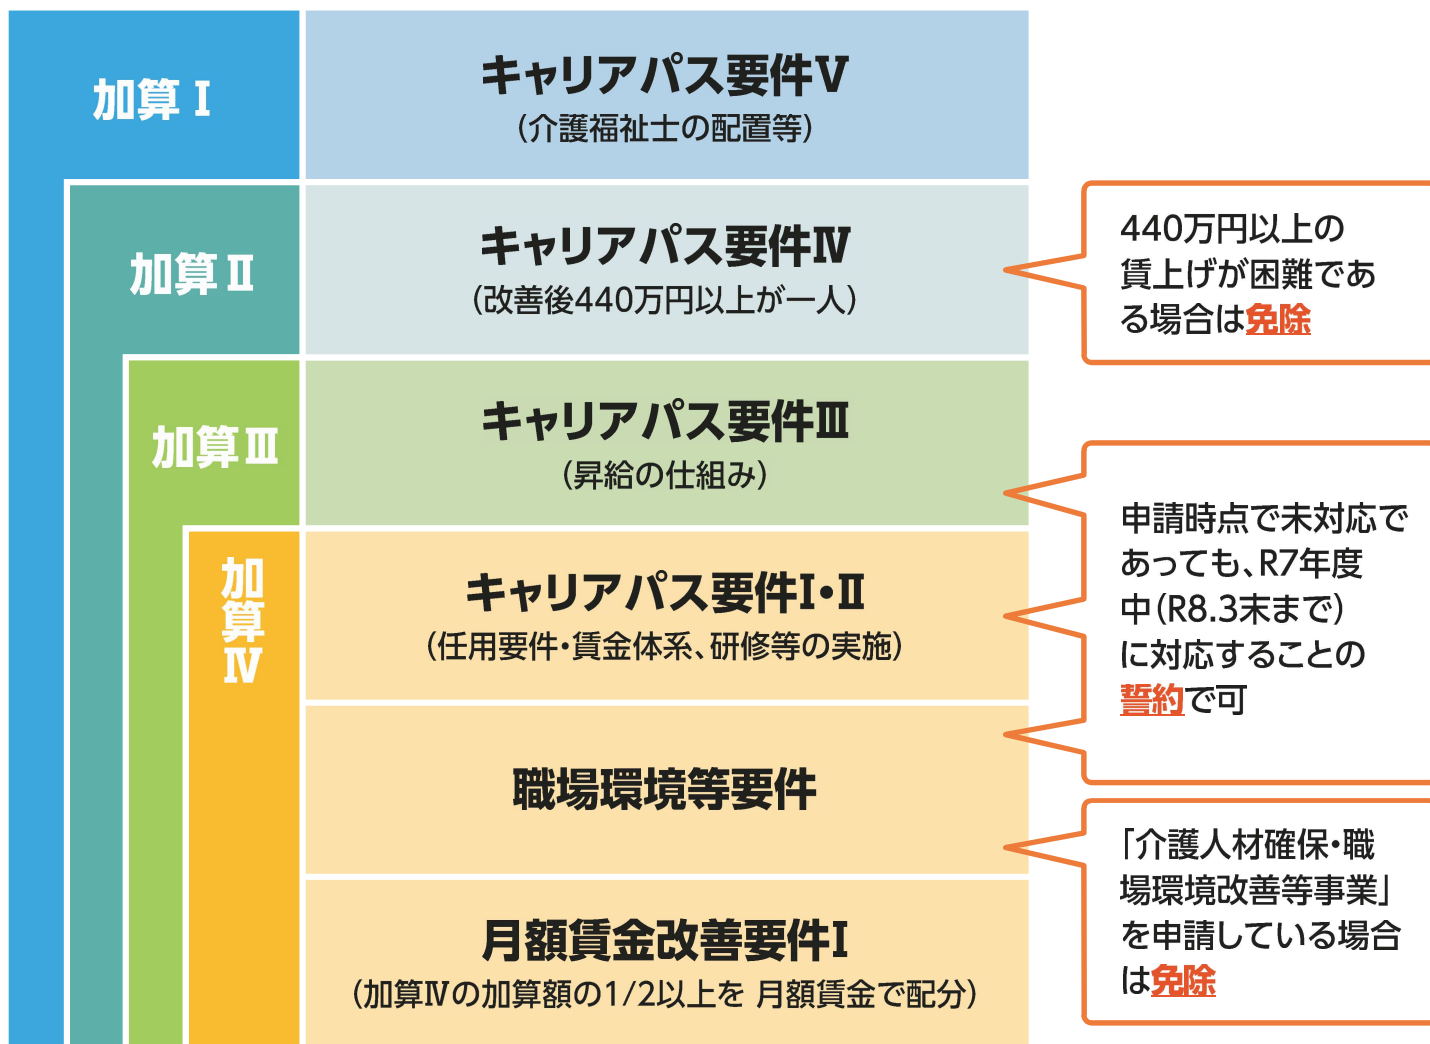 加算Ⅰ
キャリアパス要件Ⅴ
(介護福祉士の配置等)
加算Ⅱ
キャリアパス要件Ⅳ
(改善後440万円以上が一人)
440万円以上の
賃上げが困難であ
る場合は免除
加算Ⅲ
キャリアパス要件Ⅲ
(昇給の仕組み)
加算Ⅳ
キャリアパス要件Ⅰ・Ⅱ
(任用要件・賃金体系、研修等の実施)
申請時点で未対応で
あっても、R7年度
中(R8.3末まで)
に対応することの
誓約で可
職場環境等要件
「介護人材確保・職
場環境改善等事業」
を申請している場合
は免除
月額賃金改善要件Ⅰ
(加算Ⅳの加算額の1/2以上を 月額賃金で配分)